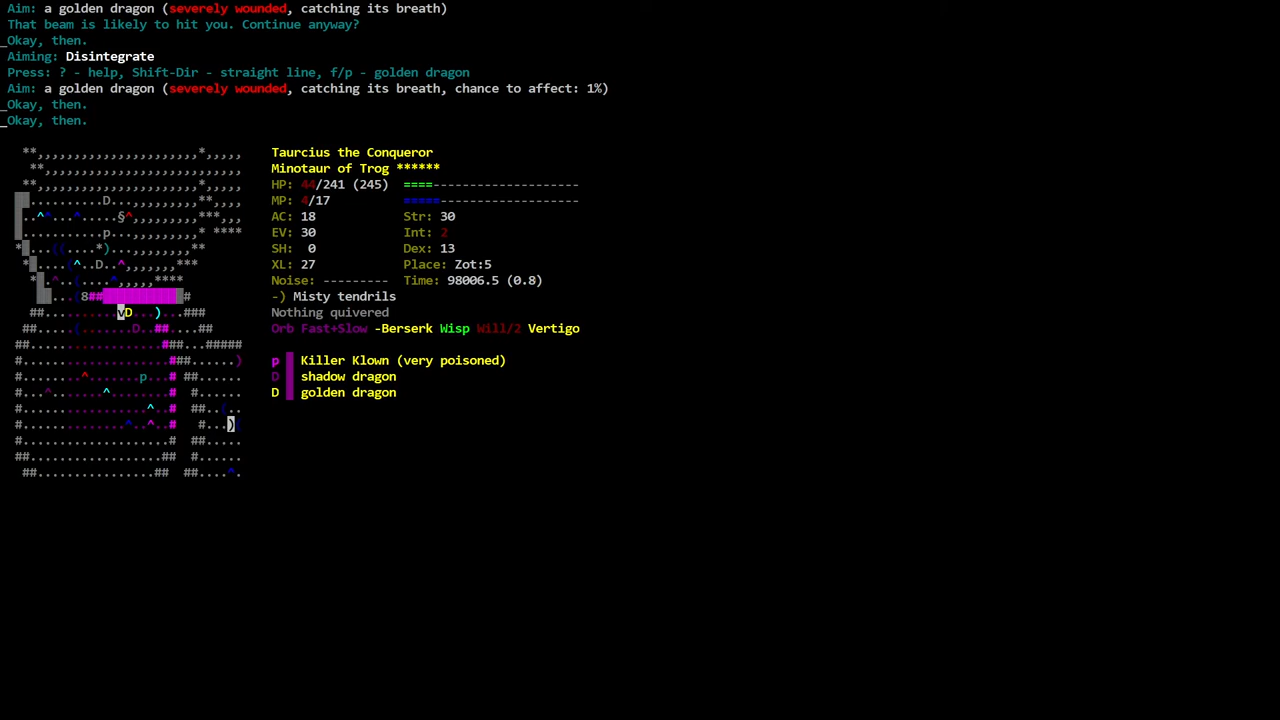 Aim: a golden dragon (severely wounded, catching its breath)
That beam is likely to hit you. Continue anyway?
_Okay, then.
Aiming: Disintegrate
Press: ? - help, Shift-Dir - straight line, f/p - golden dragon
Aim: a golden dragon (severely wounded, catching its breath, chance to affect: 1%)
_Okay, then.
_Okay, then.
Taurcius the Conqueror
Minotaur of Trog ******
HP: 44/241 (245) ====--------------------
MP: 4/17 =====-------------------
AC: 18 Str: 30
EV: 30 Int: 2
SH: 0 Dex: 13
XL: 27 Place: Zot:5
Noise: --------- Time: 98006.5 (0.8)
-) Misty tendrils
Nothing quivered
Orb Fast+Slow -Berserk Wisp Will/2 Vertigo
p Killer Klown (very poisoned)
D shadow dragon
D golden dragon